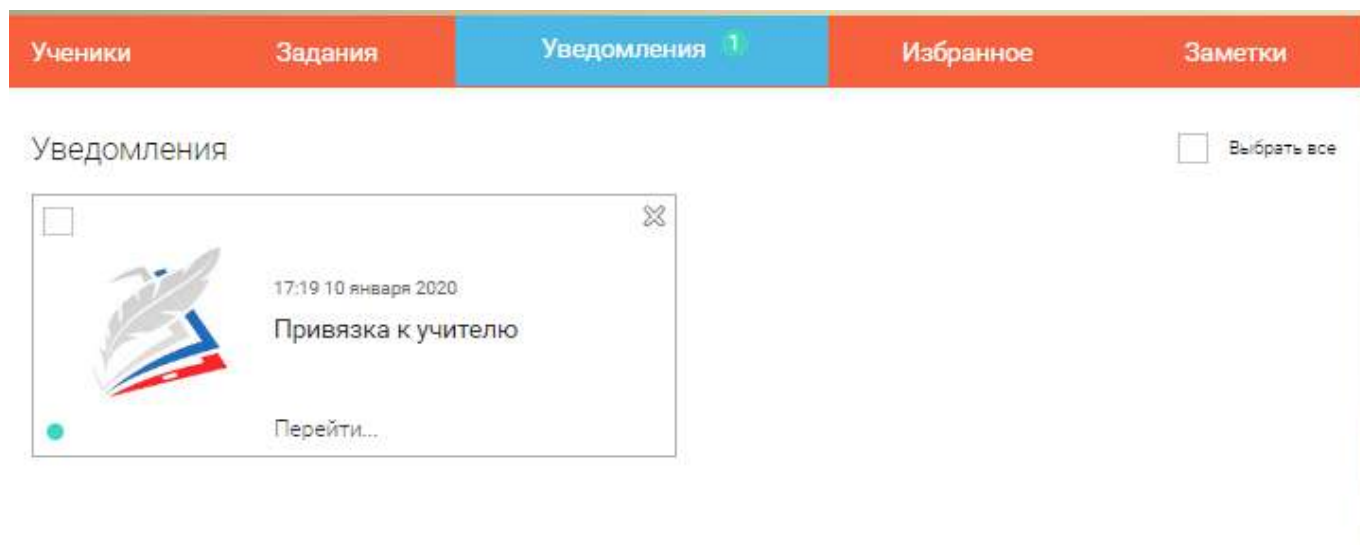 Ученики Задания Уведомления 1 Избранное Заметки
Уведомления Выбрать все
17:19 10 января 2020
Привязка к учителю
Перейти...